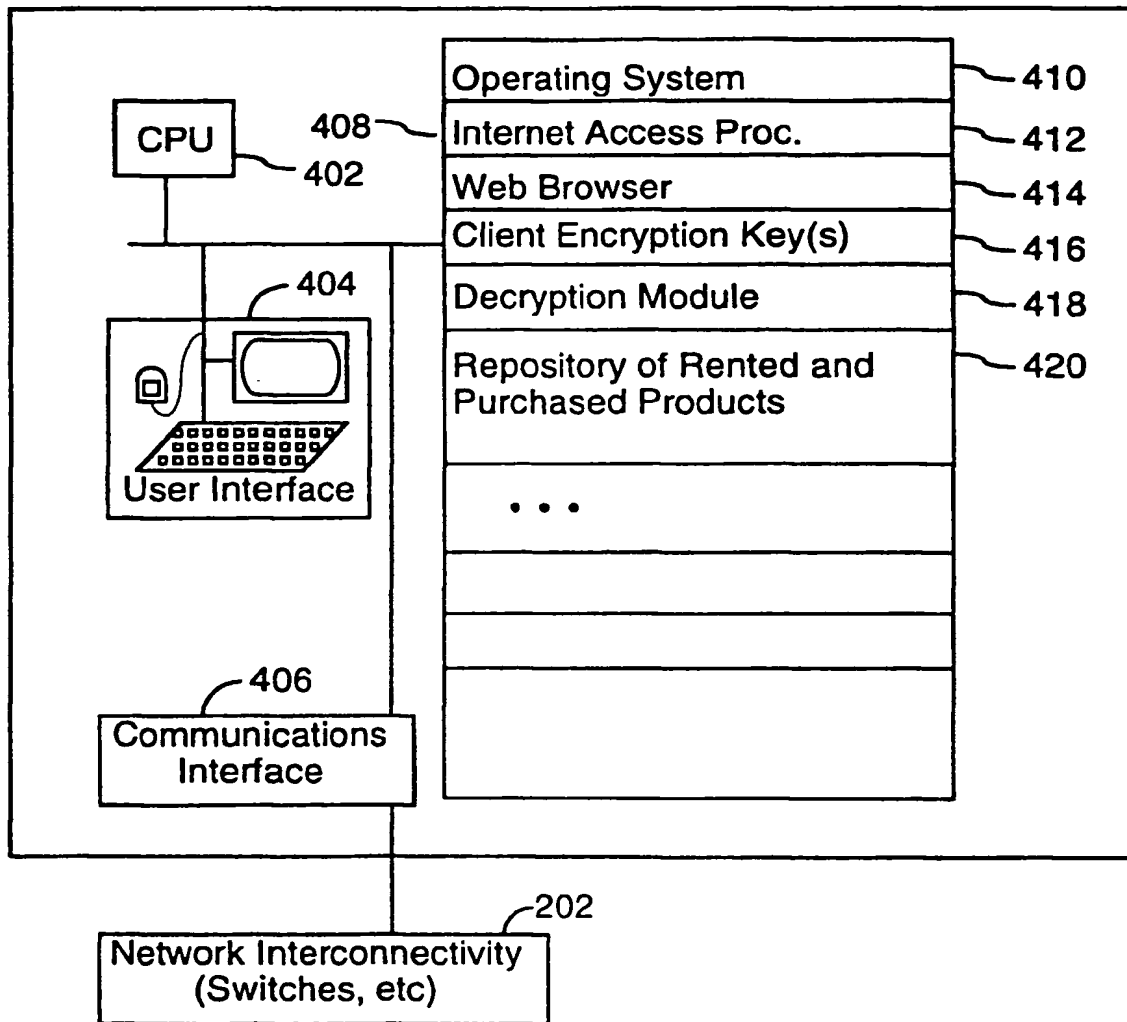 Operating System
410
CPU
402
408
Internet Access Proc.
412
Web Browser
414
Client Encryption Key(s)
416
404
Decryption Module
418
Repository of Rented and
Purchased Products
420
User Interface
• • •
406
Communications
Interface
202
Network Interconnectivity
(Switches, etc)